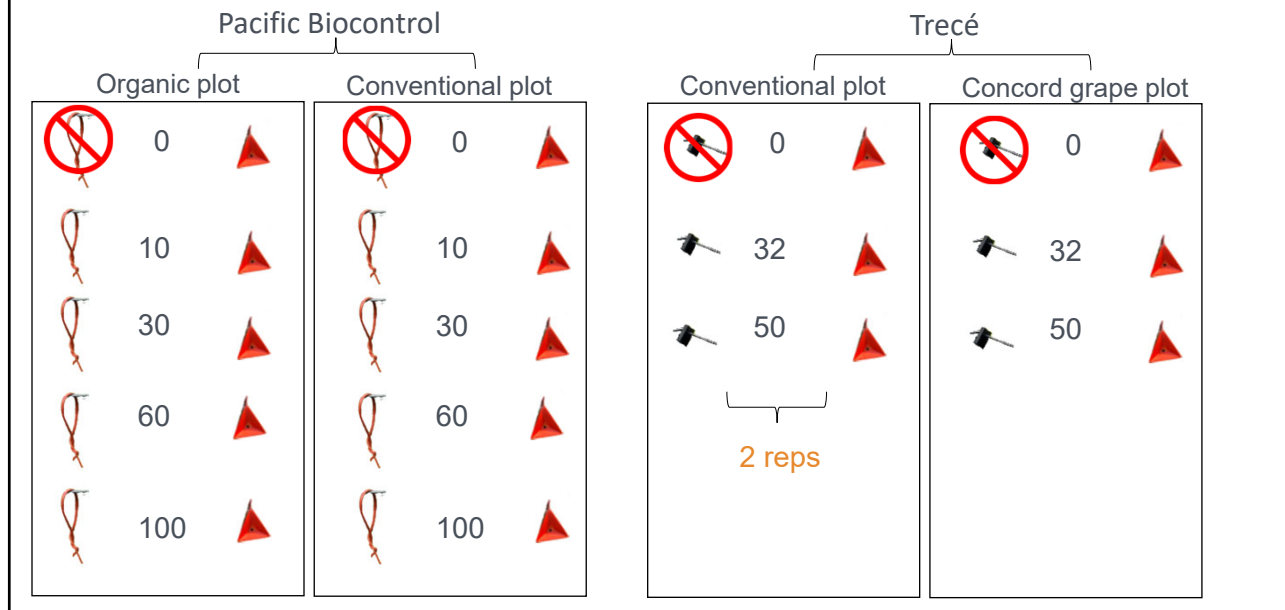 Pacific Biocontrol
Organic plot
Conventional plot
0
10
30
60
100
0
10
30
60
100
Trecé
Conventional plot
Concord grape plot
0
32
50
2 reps
0
32
50